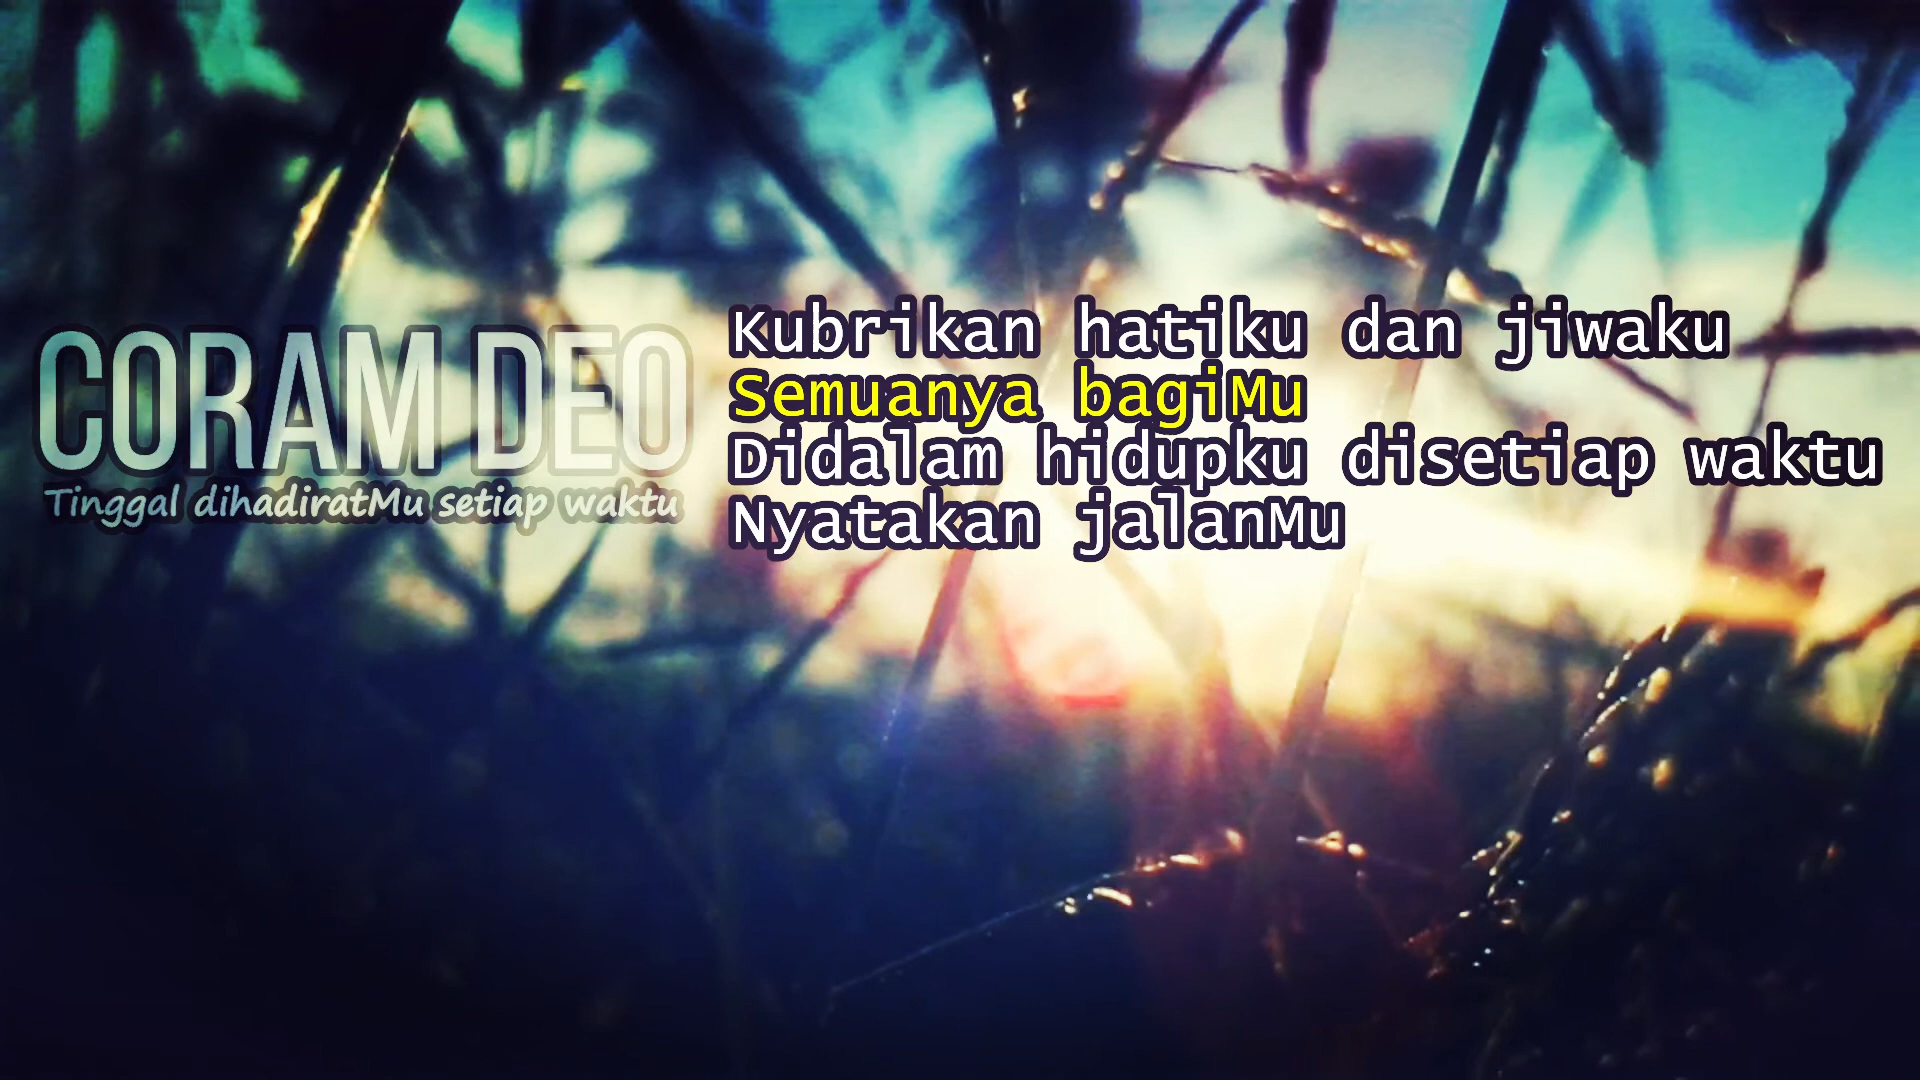 CORAM DEO
Tinggal dihadiratMu setiap waktu
Kubrikan hatiku dan jiwaku
Semuanya bagiMu
Didalam hidupku disetiap waktu
Nyatakan jalanMu